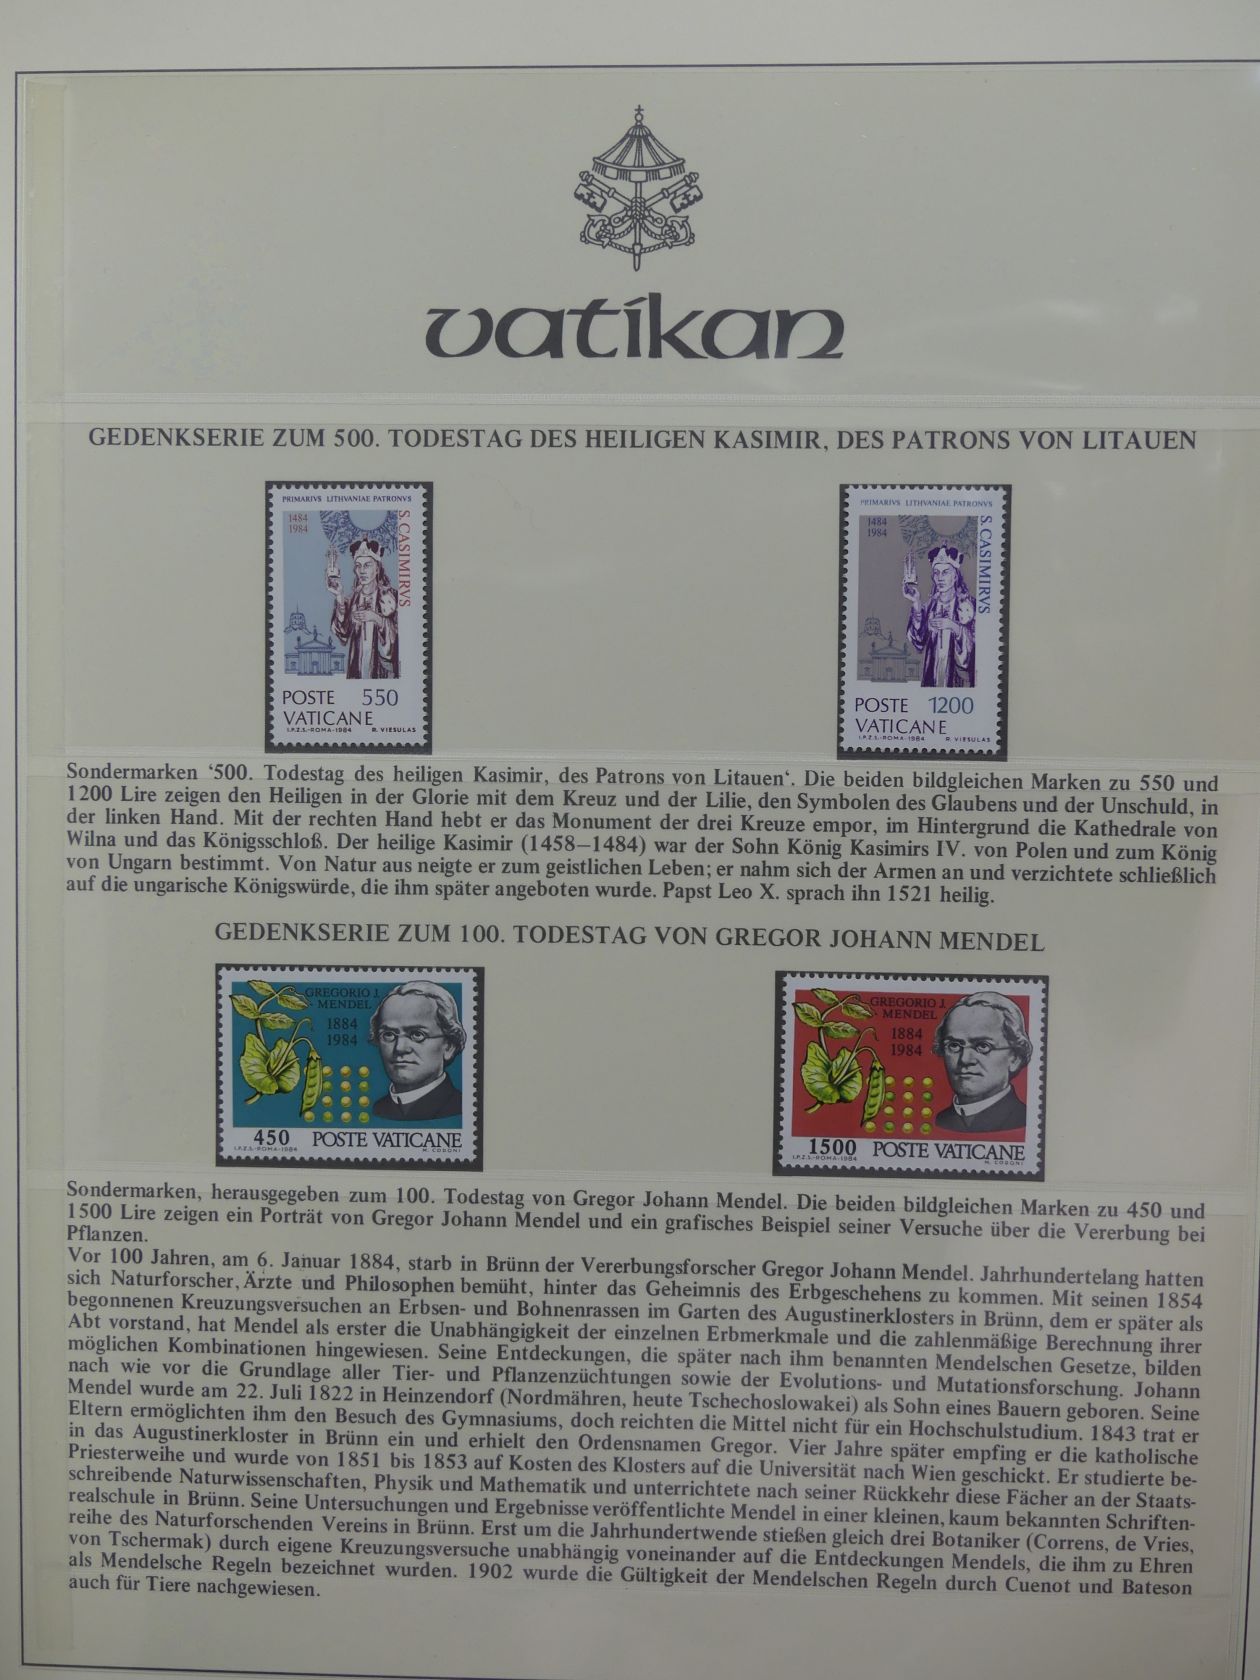 vatikan
GEDENKSERIE ZUM 500. TODESTAG DES HEILIGEN KASIMIR, DES PATRONS VON LITAUEN
PRIMARIVS LITHVANIAE PATRONVS
1484
1984
S. CASIMIRVS
POSTE 550
VATICANE
I.P.Z.S.-ROMA-1984 R. VIESULAS
PRIMARIVS LITHVANIAE PATRONVS
1484
1984
S. CASIMIRVS
POSTE 1200
VATICANE
I.P.Z.S.-ROMA-1984 R. VIESULAS
Sondermarken ‘500. Todestag des heiligen Kasimir, des Patrons von Litauen‘. Die beiden bildgleichen Marken zu 550 und
1200 Lire zeigen den Heiligen in der Glorie mit dem Kreuz und der Lilie, den Symbolen des Glaubens und der Unschuld, in
der linken Hand. Mit der rechten Hand hebt er das Monument der drei Kreuze empor, im Hintergrund die Kathedrale von
Wilna und das Königsschloß. Der heilige Kasimir (1458–1484) war der Sohn König Kasimirs IV. von Polen und zum König
von Ungarn bestimmt. Von Natur aus neigte er zum geistlichen Leben; er nahm sich der Armen an und verzichtete schließlich
auf die ungarische Königswürde, die ihm später angeboten wurde. Papst Leo X. sprach ihn 1521 heilig.
GEDENKSERIE ZUM 100. TODESTAG VON GREGOR JOHANN MENDEL
GREGORIO J.
MENDEL
1884
1984
450 POSTE VATICANE
I.P.Z.S.-ROMA-1984 M. CODONI
GREGORIO J.
MENDEL
1884
1984
1500 POSTE VATICANE
I.P.Z.S.-ROMA-1984 M. CODONI
Sondermarken, herausgegeben zum 100. Todestag von Gregor Johann Mendel. Die beiden bildgleichen Marken zu 450 und
1500 Lire zeigen ein Porträt von Gregor Johann Mendel und ein grafisches Beispiel seiner Versuche über die Vererbung bei
Pflanzen.
Vor 100 Jahren, am 6. Januar 1884, starb in Brünn der Vererbungsforscher Gregor Johann Mendel. Jahrhundertelang hatten
sich Naturforscher, Ärzte und Philosophen bemüht, hinter das Geheimnis des Erbgeschehens zu kommen. Mit seinen 1854
begonnenen Kreuzungsversuchen an Erbsen- und Bohnenrassen im Garten des Augustinerklosters in Brünn, dem er später als
Abt vorstand, hat Mendel als erster die Unabhängigkeit der einzelnen Erbmerkmale und die zahlenmäßige Berechnung ihrer
möglichen Kombinationen hingewiesen. Seine Entdeckungen, die später nach ihm benannten Mendelschen Gesetze, bilden
nach wie vor die Grundlage aller Tier- und Pflanzenzüchtungen sowie der Evolutions- und Mutationsforschung. Johann
Mendel wurde am 22. Juli 1822 in Heinzendorf (Nordmähren, heute Tschechoslowakei) als Sohn eines Bauern geboren. Seine
Eltern ermöglichten ihm den Besuch des Gymnasiums, doch reichten die Mittel nicht für ein Hochschulstudium. 1843 trat er
in das Augustinerkloster in Brünn ein und erhielt den Ordensnamen Gregor. Vier Jahre später empfing er die katholische
Priesterweihe und wurde von 1851 bis 1853 auf Kosten des Klosters auf die Universität nach Wien geschickt. Er studierte be-
schreibende Naturwissenschaften, Physik und Mathematik und unterrichtete nach seiner Rückkehr diese Fächer an der Staats-
realschule in Brünn. Seine Untersuchungen und Ergebnisse veröffentlichte Mendel in einer kleinen, kaum bekannten Schriften-
reihe des Naturforschenden Vereins in Brünn. Erst um die Jahrhundertwende stießen gleich drei Botaniker (Correns, de Vries,
von Tschermak) durch eigene Kreuzungsversuche unabhängig voneinander auf die Entdeckungen Mendels, die ihm zu Ehren
als Mendelsche Regeln bezeichnet wurden. 1902 wurde die Gültigkeit der Mendelschen Regeln durch Cuenot und Bateson
auch für Tiere nachgewiesen.